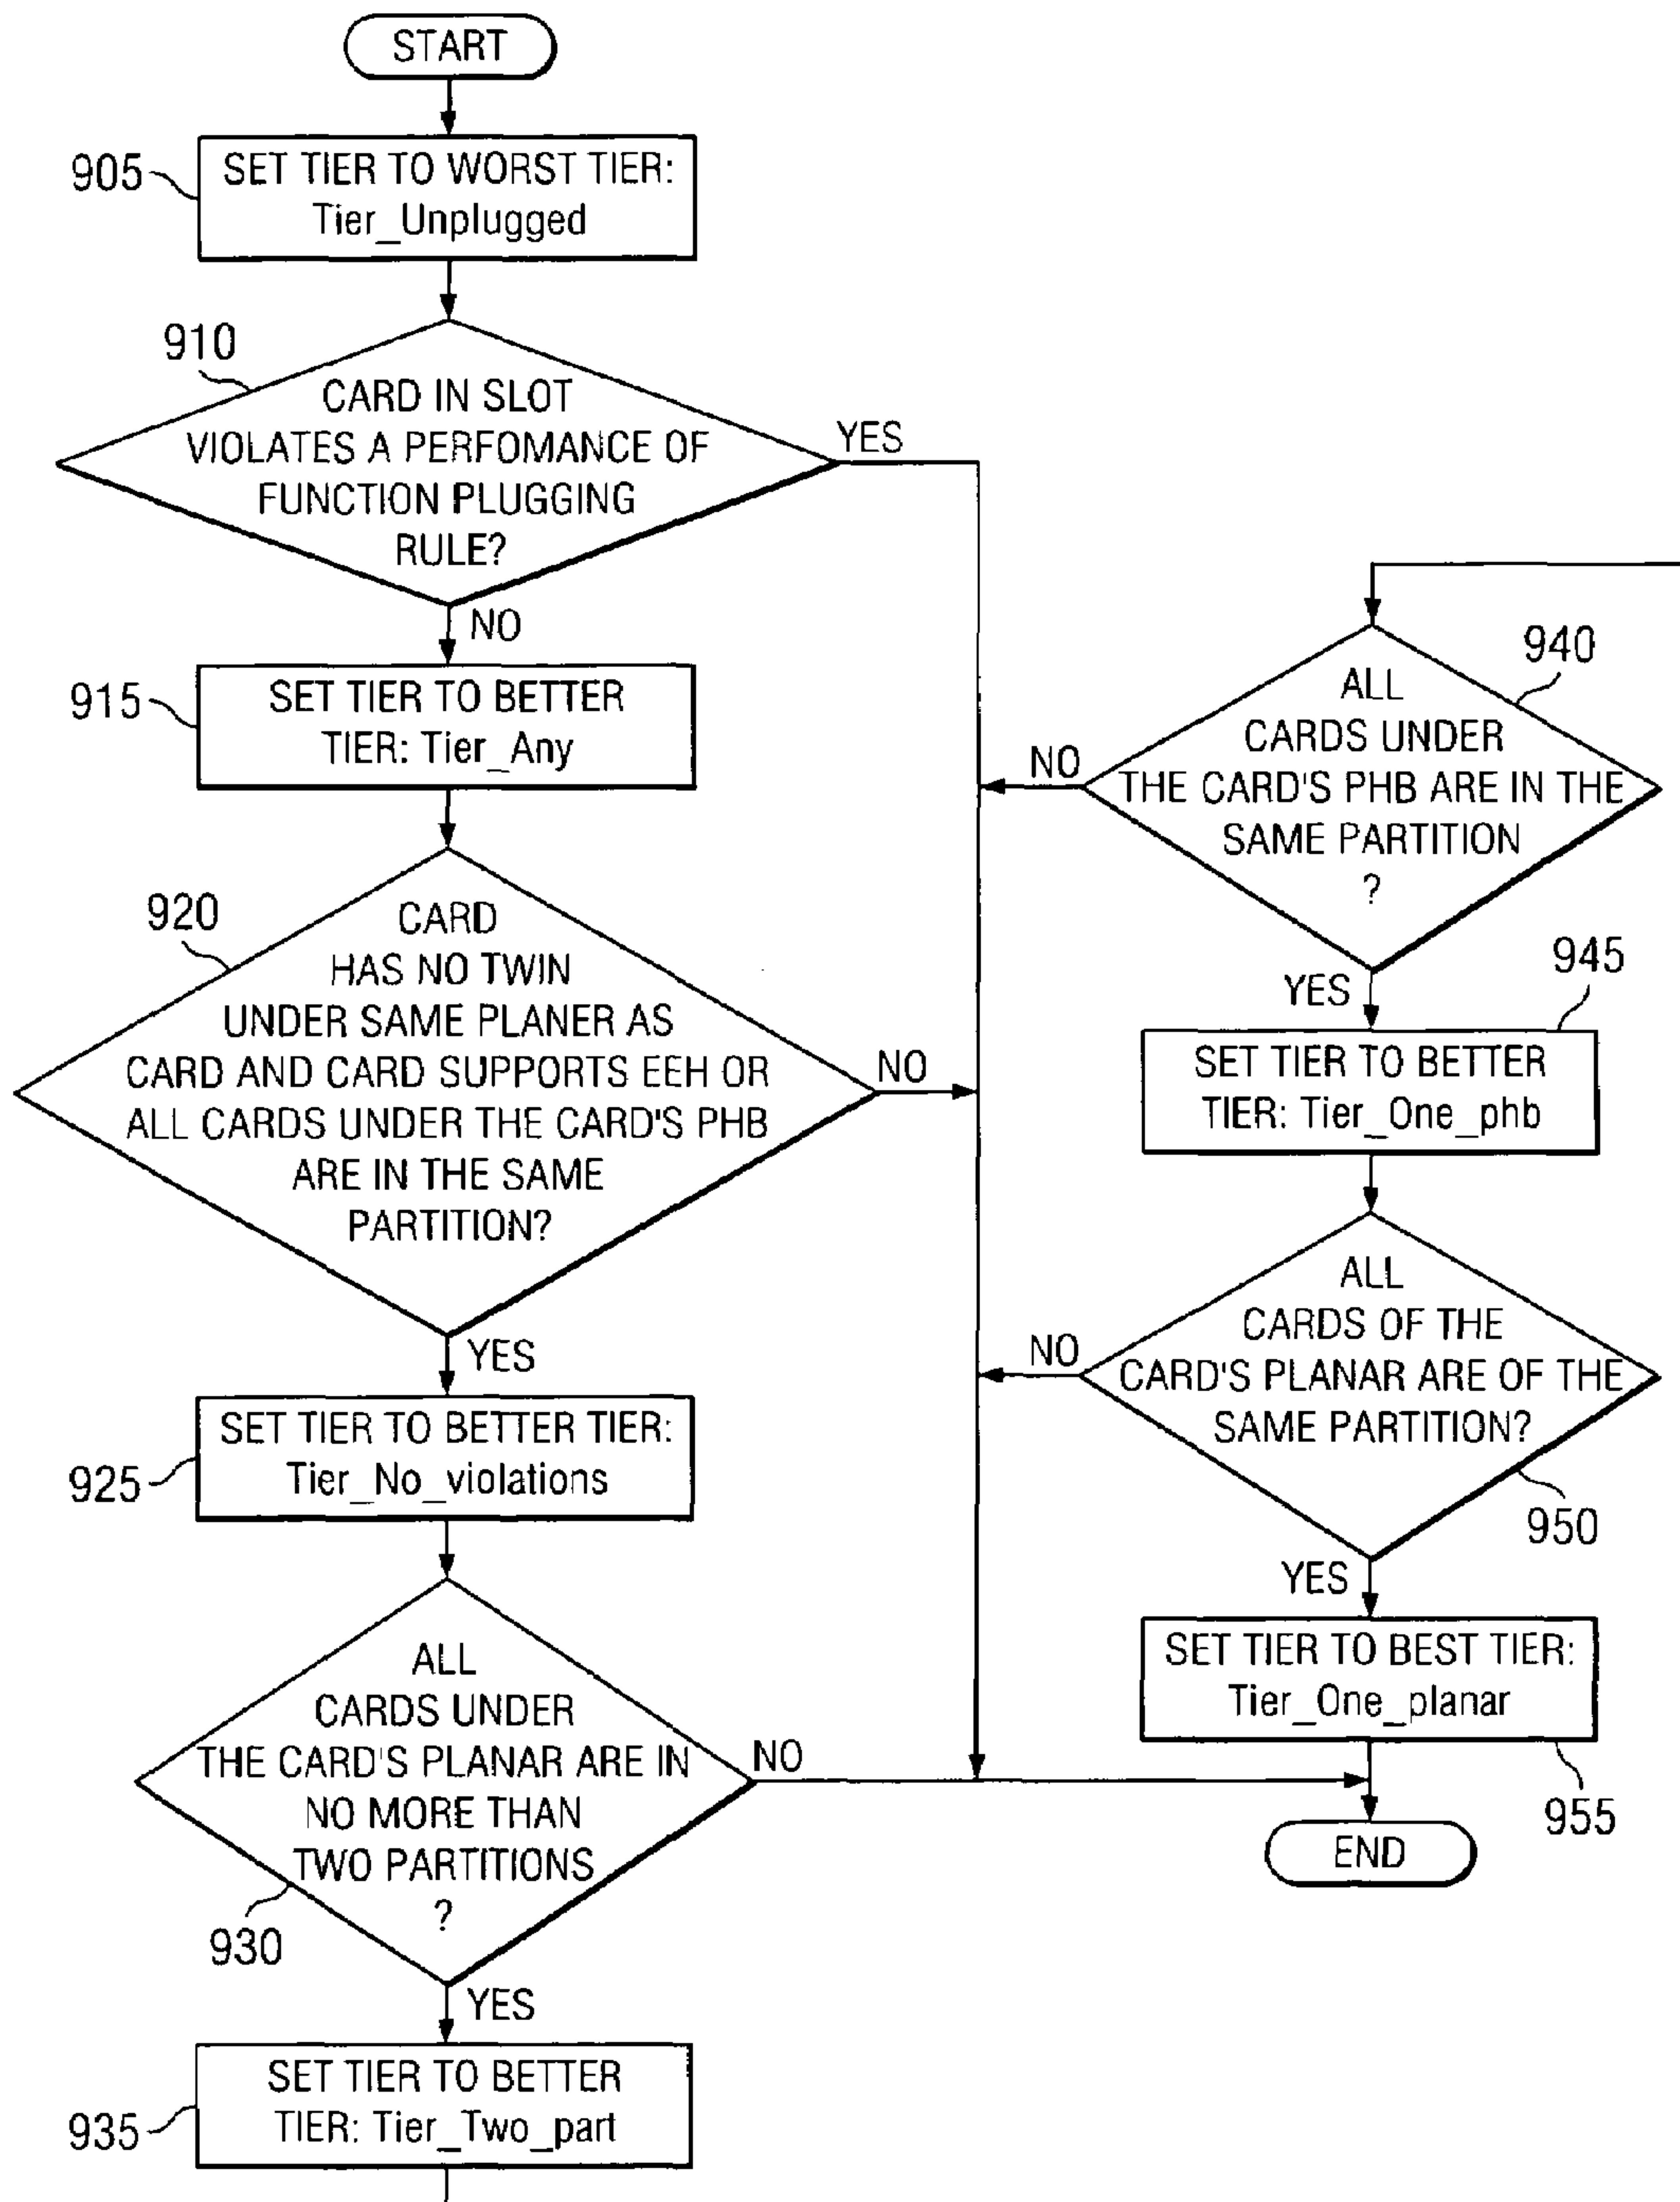 START
905
SET TIER TO WORST TIER:
Tier_Unplugged
910
CARD IN SLOT
VIOLATES A PERFOMANCE OF
FUNCTION PLUGGING
RULE?
YES
NO
915
SET TIER TO BETTER
TIER: Tier_Any
920
CARD
HAS NO TWIN
UNDER SAME PLANER AS
CARD AND CARD SUPPORTS EEH OR
ALL CARDS UNDER THE CARD'S PHB
ARE IN THE SAME
PARTITION?
NO
YES
925
SET TIER TO BETTER TIER:
Tier_No_violations
930
ALL
CARDS UNDER
THE CARD'S PLANAR ARE IN
NO MORE THAN
TWO PARTITIONS
?
NO
YES
935
SET TIER TO BETTER
TIER: Tier_Two_part
940
ALL
CARDS UNDER
THE CARD'S PHB ARE IN THE
SAME PARTITION
?
NO
YES
945
SET TIER TO BETTER
TIER: Tier_One_phb
ALL
CARDS OF THE
CARD'S PLANAR ARE OF THE
SAME PARTITION?
NO
950
YES
SET TIER TO BEST TIER:
Tier_One_planar
955
END